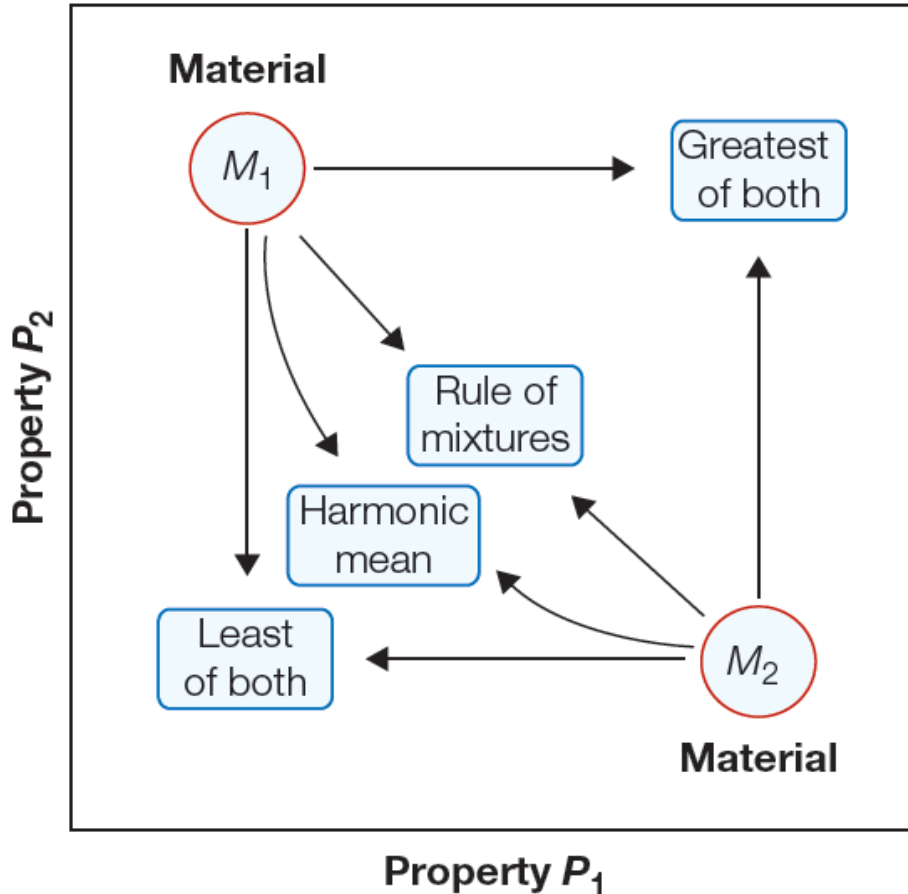 Material
M₁
Greatest
of both
Property P₂
Rule of
mixtures
Harmonic
mean
Least
of both
M₂
Material
Property P₁